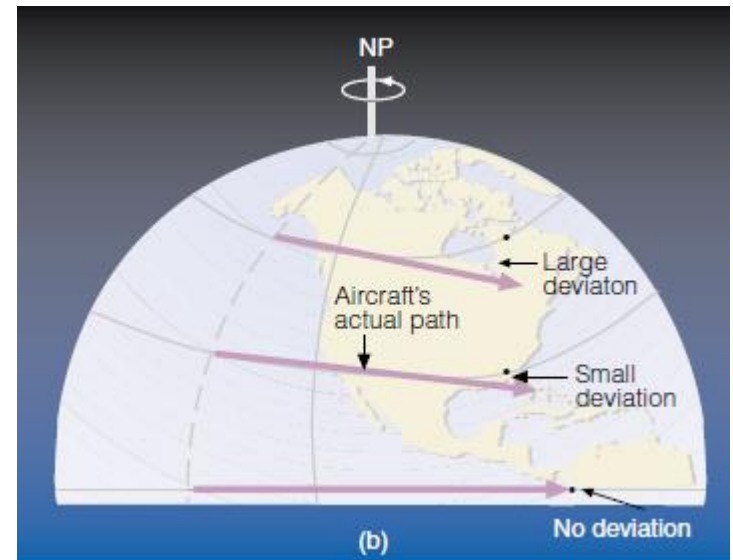 NP
Large
deviaton
Aircraft's
actual path
Small
deviation
No deviation
(b)